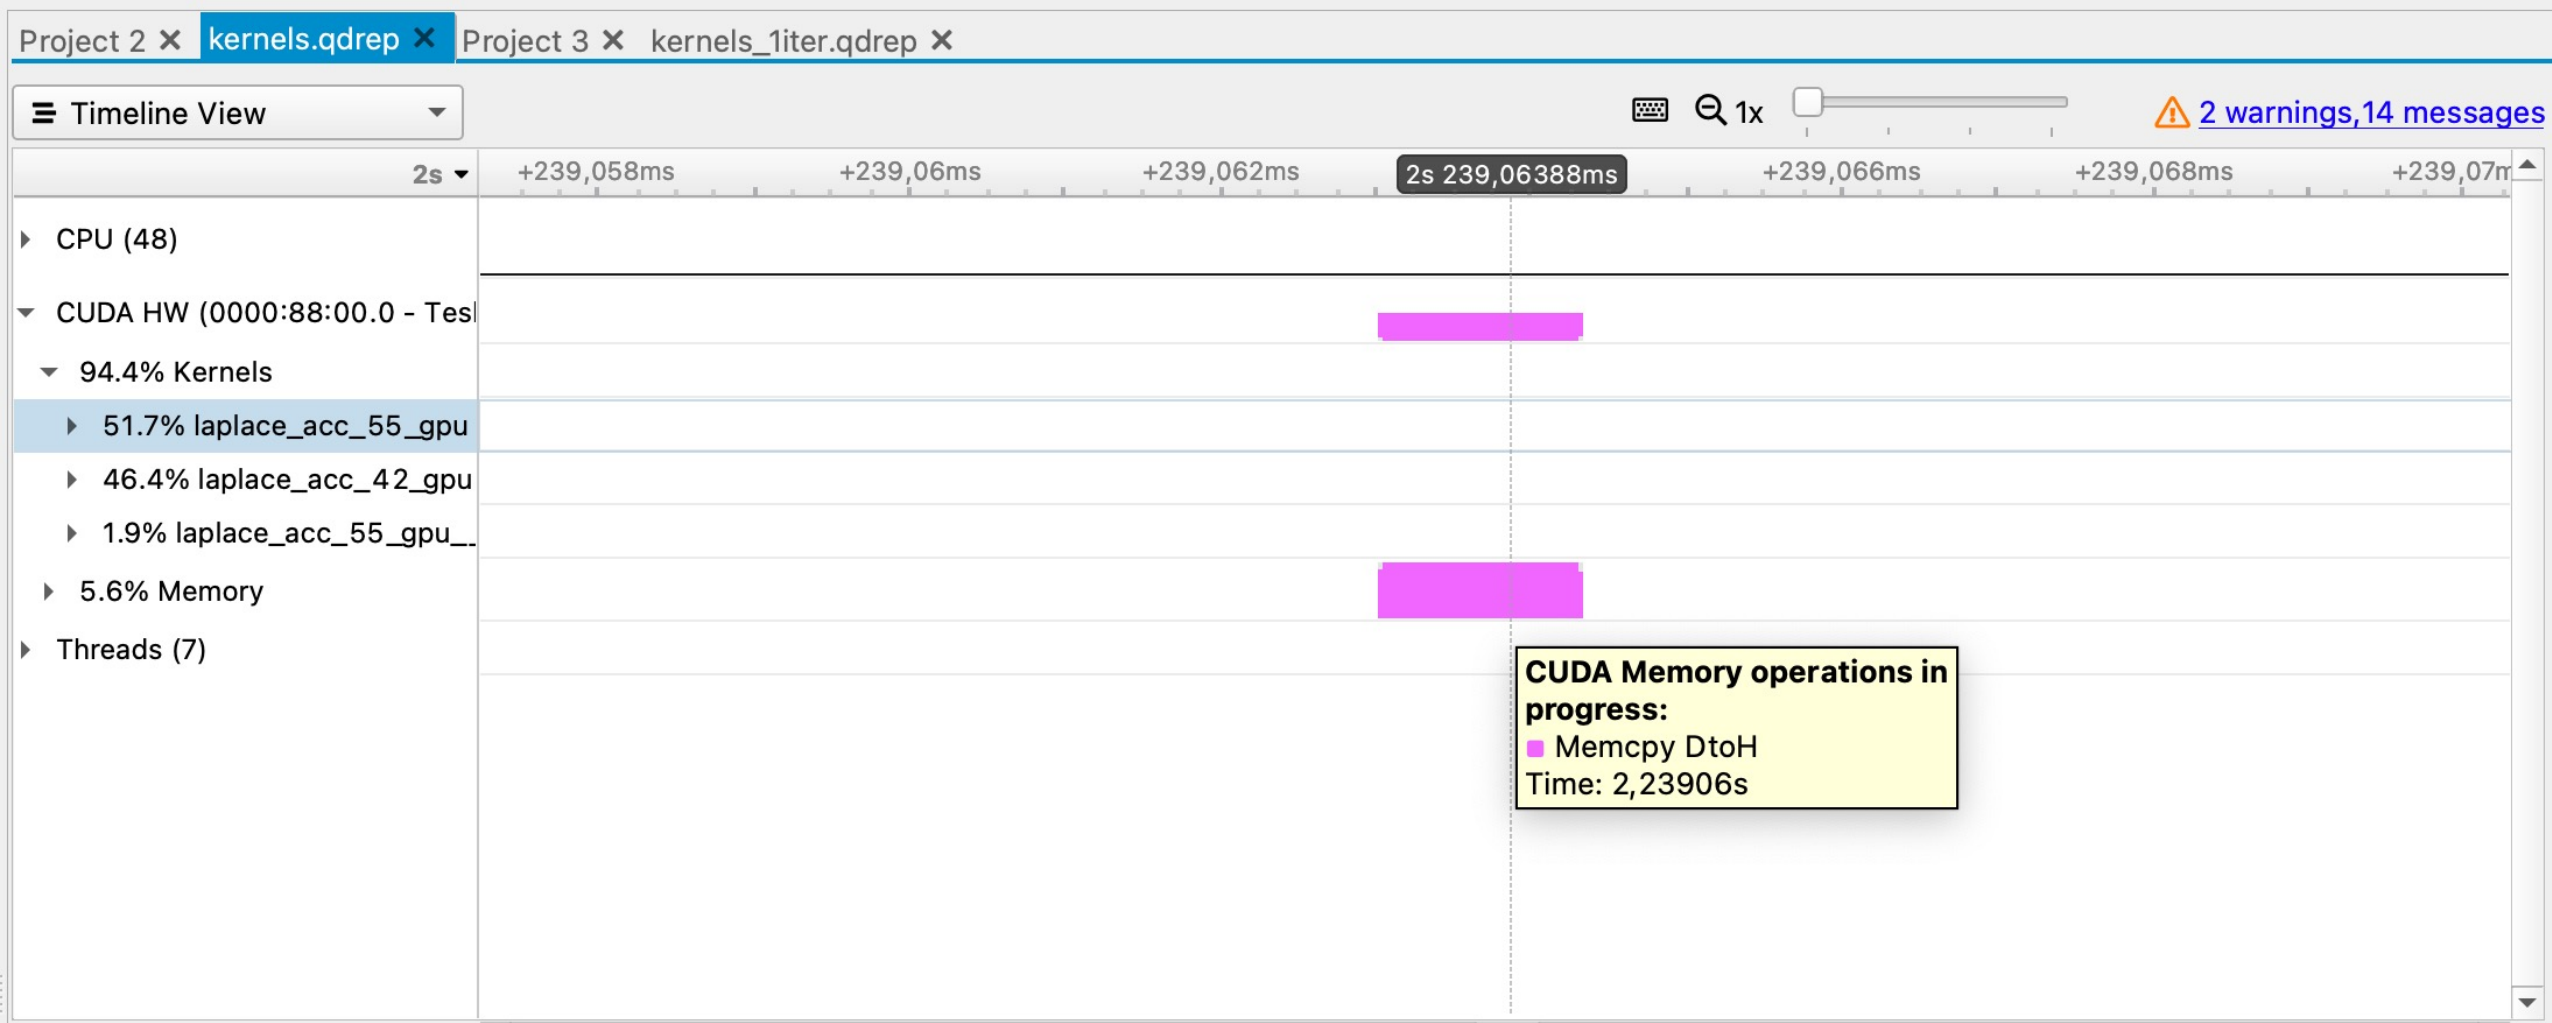 Project 2 kernels.qdrep Project 3 kernels_1iter.qdrep
Timeline View 1x 2 warnings,14 messages
2s +239,058ms +239,06ms +239,062ms 2s 239,06388ms +239,066ms +239,068ms +239,07m
CPU (48)
CUDA HW (0000:88:00.0 - Tesl
94.4% Kernels
51.7% laplace_acc_55_gpu
46.4% laplace_acc_42_gpu
1.9% laplace_acc_55_gpu__
5.6% Memory
Threads (7)
CUDA Memory operations in
progress:
Memcpy DtoH
Time: 2,23906s